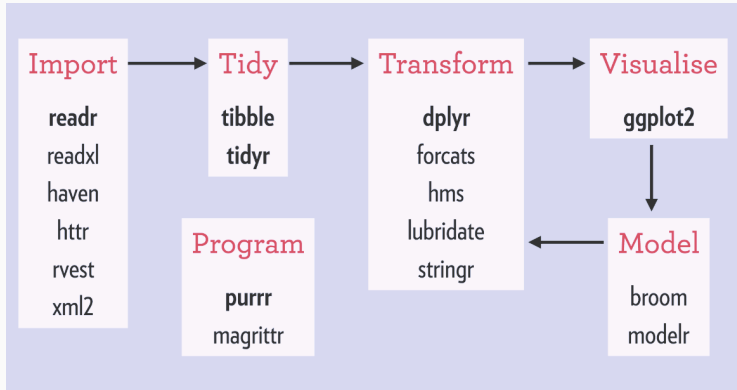 Import
readr
readxl
haven
httr
rvest
xml2
Tidy
tibble
tidyr
Program
purrr
magrittr
Transform
dplyr
forcats
hms
lubridate
stringr
Visualise
ggplot2
Model
broom
modelr